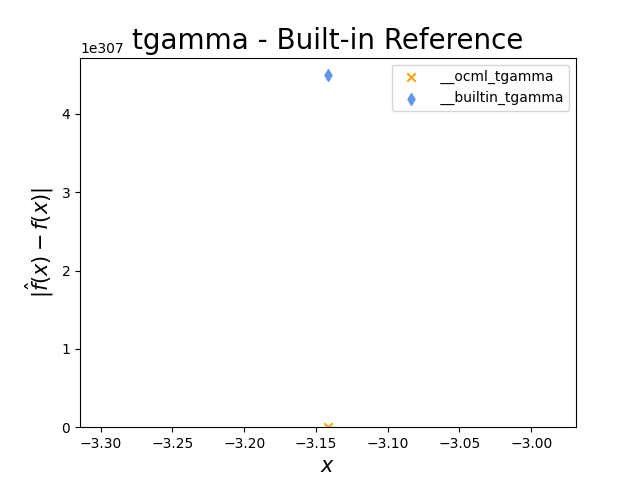 tgamma - Built-in Reference
1e307
__ocml_tgamma
__builtin_tgamma
4
3
2
1
0
|f̂(x) − f(x)|
−3.30
−3.25
−3.20
−3.15
−3.10
−3.05
−3.00
x